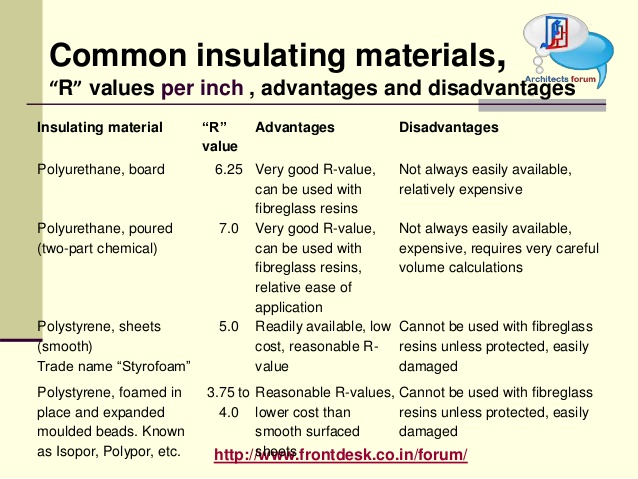 Common insulating materials,
“R” values per inch , advantages and disadvantages
Architects forum
Insulating material “R” value Advantages Disadvantages
Polyurethane, board 6.25 Very good R-value, Not always easily available,
can be used with relatively expensive
fibreglass resins
Polyurethane, poured 7.0 Very good R-value, Not always easily available,
(two-part chemical) can be used with expensive, requires very careful
fibreglass resins, volume calculations
relative ease of
application
Polystyrene, sheets 5.0 Readily available, low Cannot be used with fibreglass
(smooth) cost, reasonable R- resins unless protected, easily
Trade name “Styrofoam” value damaged
Polystyrene, foamed in 3.75 to Reasonable R-values, Cannot be used with fibreglass
place and expanded 4.0 lower cost than resins unless protected, easily
moulded beads. Known smooth surfaced damaged
as Isopor, Polypor, etc. sheets
http://www.frontdesk.co.in/forum/